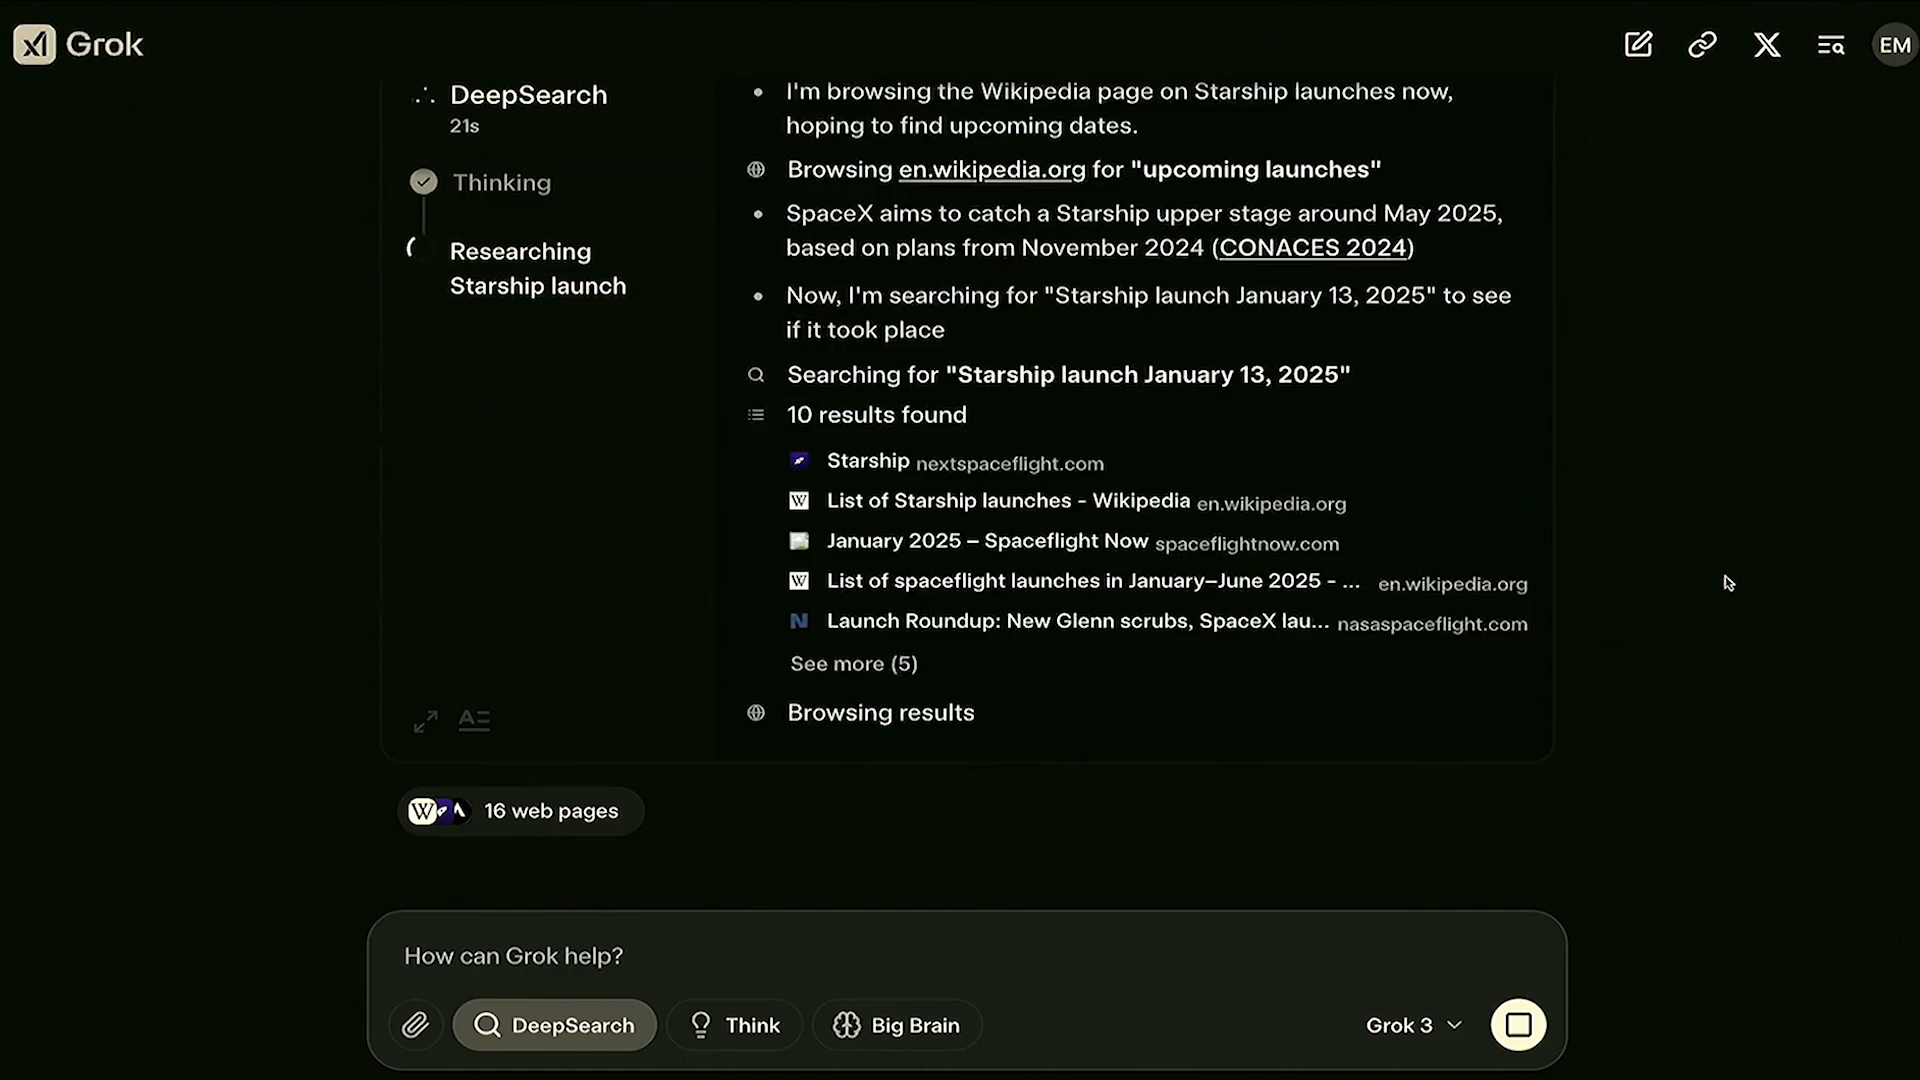 Grok
EM
DeepSearch
21s
Thinking
Researching
Starship launch
I'm browsing the Wikipedia page on Starship launches now,
hoping to find upcoming dates.
Browsing en.wikipedia.org for "upcoming launches"
SpaceX aims to catch a Starship upper stage around May 2025,
based on plans from November 2024 (CONACES 2024)
Now, I'm searching for "Starship launch January 13, 2025" to see
if it took place
Searching for "Starship launch January 13, 2025"
10 results found
Starship nextspaceflight.com
List of Starship launches - Wikipedia en.wikipedia.org
January 2025 – Spaceflight Now spaceflightnow.com
List of spaceflight launches in January–June 2025 - ... en.wikipedia.org
Launch Roundup: New Glenn scrubs, SpaceX lau... nasaspaceflight.com
See more (5)
Browsing results
16 web pages
How can Grok help?
DeepSearch Think Big Brain Grok 3